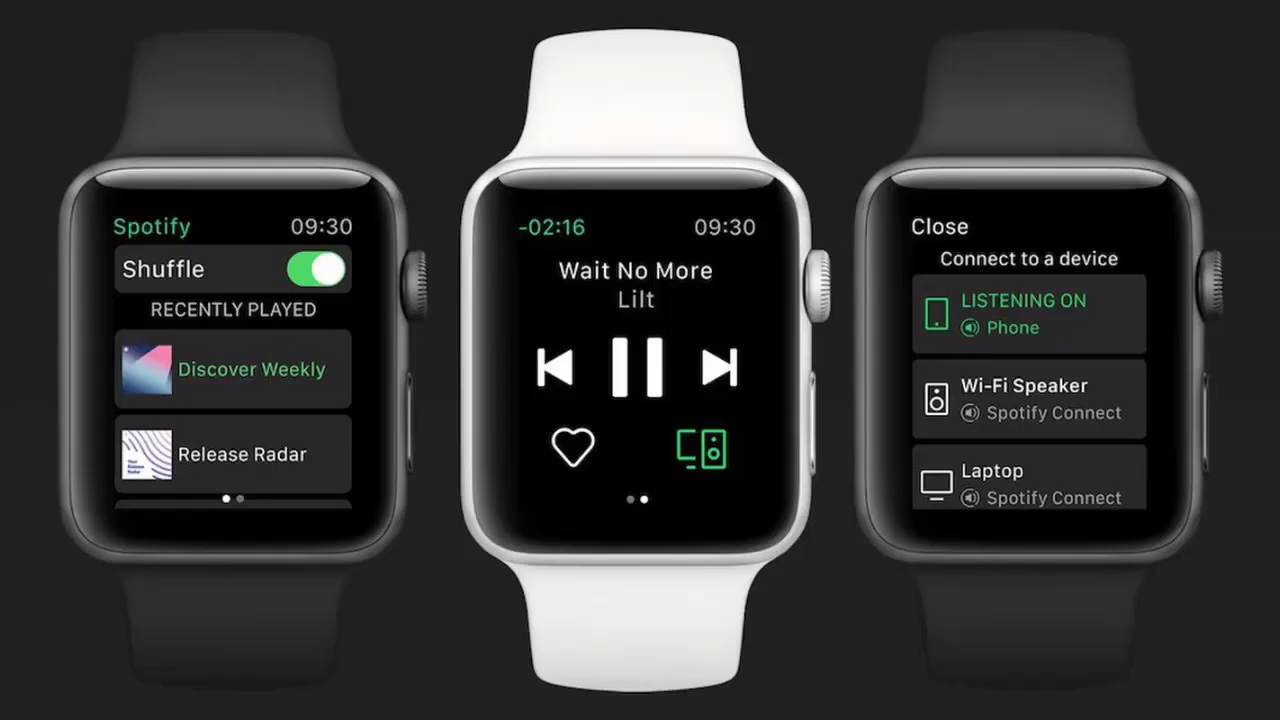 Spotify 09:30
Shuffle
RECENTLY PLAYED
Discover Weekly
Release Radar
-02:16 09:30
Wait No More
Lilt
Close
Connect to a device
LISTENING ON
Phone
Wi-Fi Speaker
Spotify Connect
Laptop
Spotify Connect